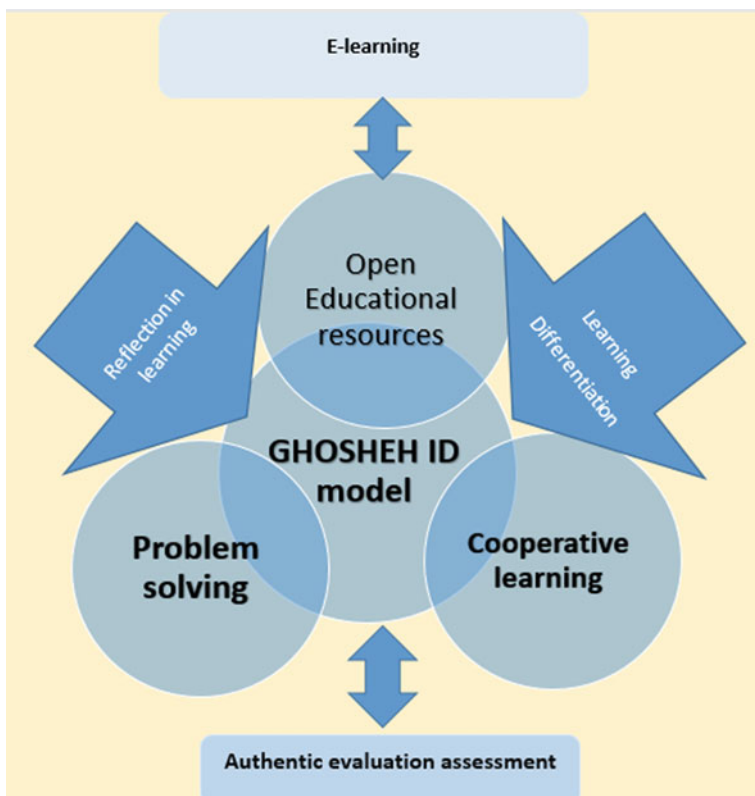 E-learning
Open
Educational
resources
Reflection in
learning
Learning
Differentiation
GHOSHEH ID
model
Problem
solving
Cooperative
learning
Authentic evaluation assessment